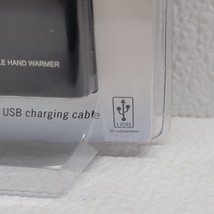 LE HAND WARMER
USB charging cable
USB